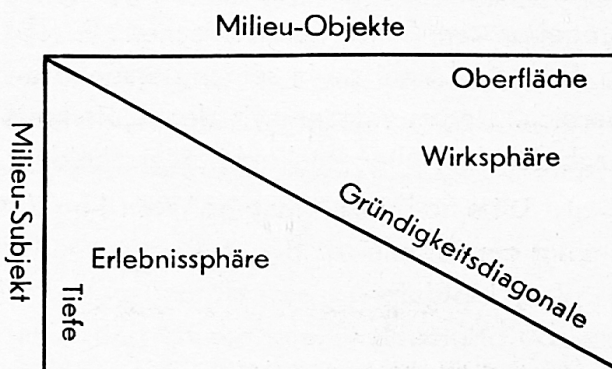 Milieu-Objekte
Oberfläche
Wirksphäre
Gründigkeitsdiagonale
Milieu-Subjekt
Erlebnissphäre
Tiefe